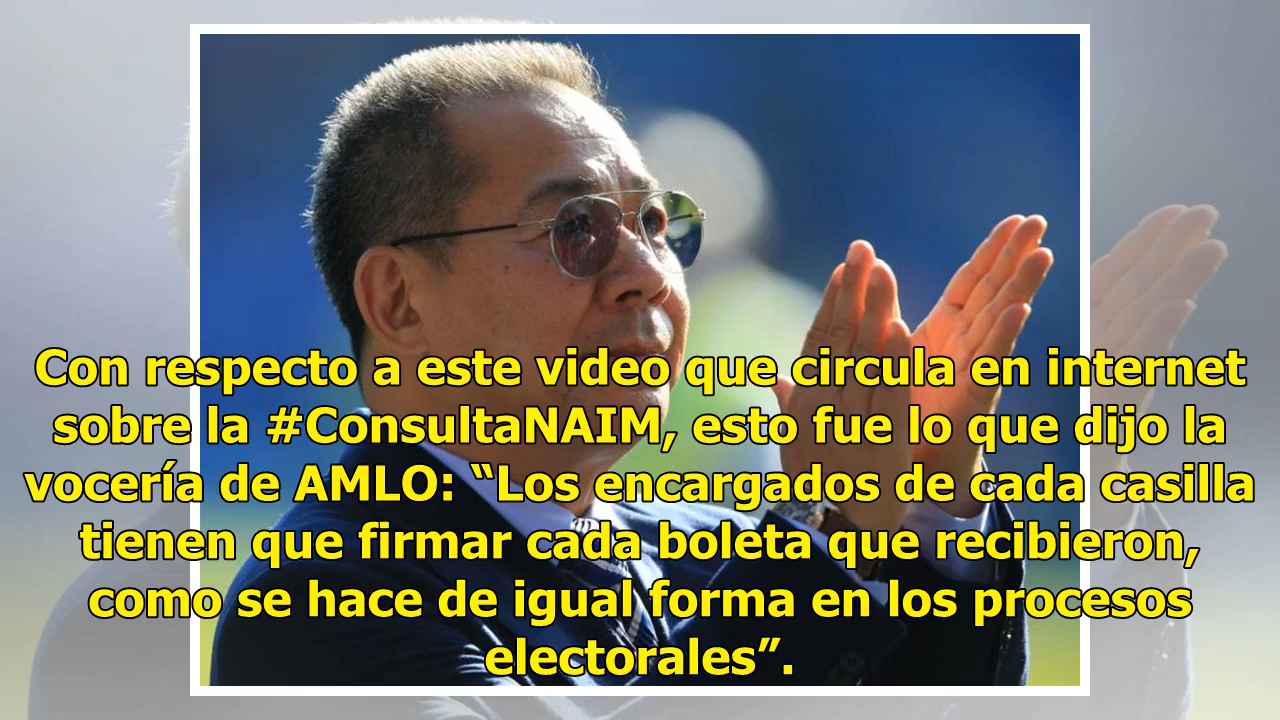 Con respecto a este video que circula en internet
sobre la #ConsultaNAIM, esto fue lo que dijo la
vocería de AMLO: “Los encargados de cada casilla
tienen que firmar cada boleta que recibieron,
como se hace de igual forma en los procesos
electorales”.